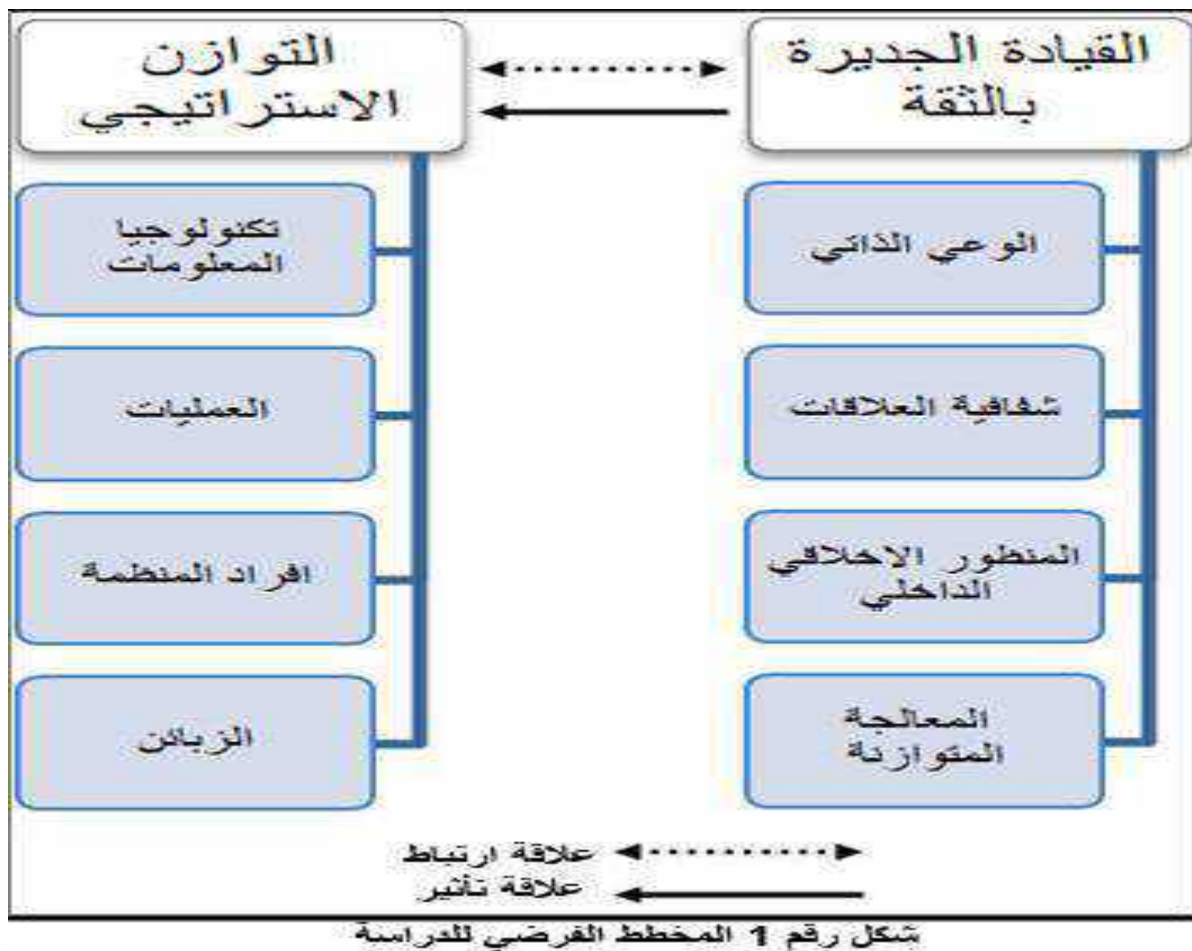 القيادة الجديرة
بالثقة
الوعي الذاتي
شفافية العلاقات
المنظور الاخلاقي
الداخلي
المعالجة
المتوازنة
التوازن
الاستراتيجي
تكنولوجيا
المعلومات
العمليات
افراد المنظمة
الزبائن
علاقة ارتباط
علاقة تأثير
شكل رقم 1 المخطط الفرضي للدراسة